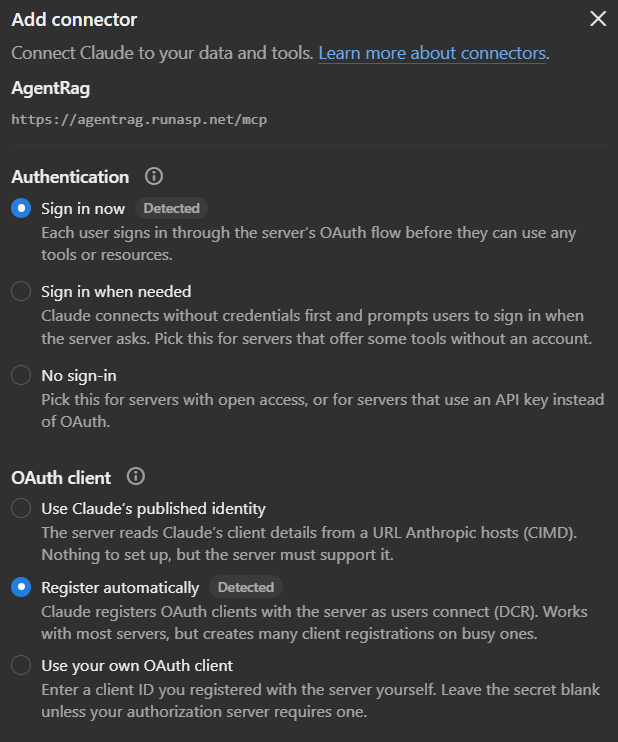 Add connector
Connect Claude to your data and tools. Learn more about connectors.
AgentRag
https://agentrag.runasp.net/mcp
Authentication
Sign in now Detected
Each user signs in through the server’s OAuth flow before they can use any
tools or resources.
Sign in when needed
Claude connects without credentials first and prompts users to sign in when
the server asks. Pick this for servers that offer some tools without an account.
No sign-in
Pick this for servers with open access, or for servers that use an API key instead
of OAuth.
OAuth client
Use Claude’s published identity
The server reads Claude’s client details from a URL Anthropic hosts (CIMD).
Nothing to set up, but the server must support it.
Register automatically Detected
Claude registers OAuth clients with the server as users connect (DCR). Works
with most servers, but creates many client registrations on busy ones.
Use your own OAuth client
Enter a client ID you registered with the server yourself. Leave the secret blank
unless your authorization server requires one.